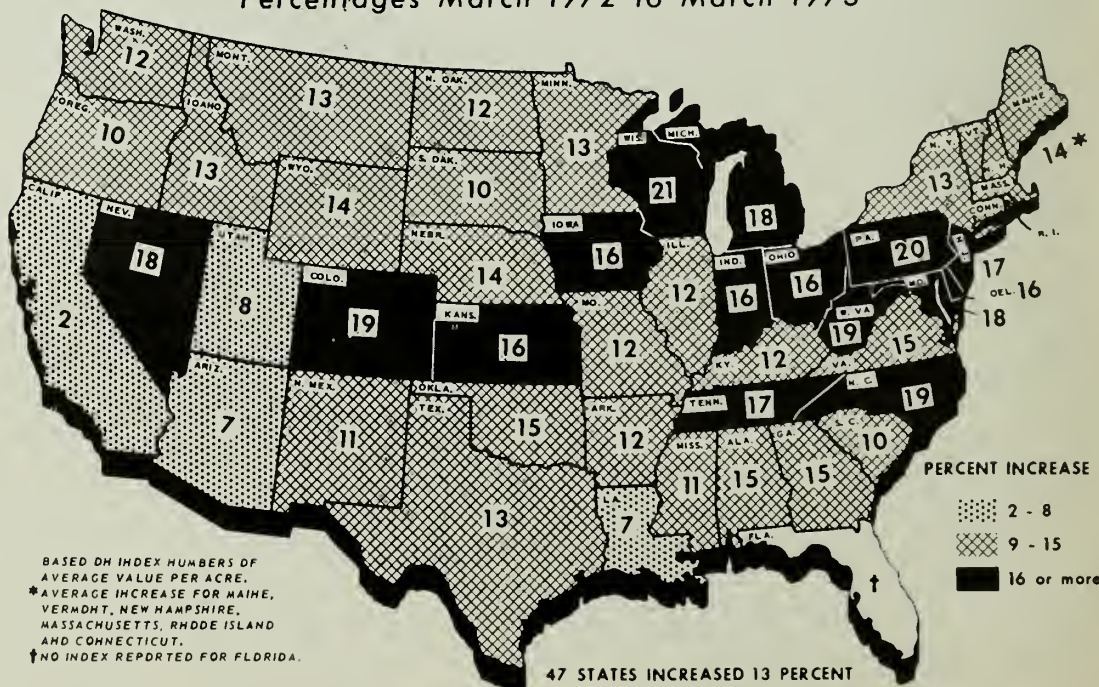 Percentages March 1972 to March 1973
WASH.
12
MONT.
13
N. DAK.
12
MINN.
13
OREG.
10
IDAHO
13
WYO.
14
S. DAK.
10
WIS.
21
MICH.
18
MAINE
VT.
N. H.
N. Y.
13
MASS.
CONN.
R. I.
14 *
CALIF.
2
NEV.
18
UTAH
8
COLO.
19
NEBR.
14
KANS.
16
IOWA
16
ILL.
12
IND.
16
OHIO
16
PA.
20
N. J.
17
DEL. 16
MD.
18
MO.
12
KY.
12
W. VA
19
VA.
15
ARIZ.
7
N. MEX.
11
OKLA.
15
TEX.
13
ARK.
12
TENN.
17
N. C.
19
S. C.
10
MISS.
11
ALA.
15
GA.
15
LA.
7
FLA.
†
PERCENT INCREASE
2 - 8
9 - 15
16 or more
BASED ON INDEX NUMBERS OF
AVERAGE VALUE PER ACRE.
* AVERAGE INCREASE FOR MAINE,
VERMONT, NEW HAMPSHIRE,
MASSACHUSETTS, RHODE ISLAND
AND CONNECTICUT.
† NO INDEX REPORTED FOR FLORIDA.
47 STATES INCREASED 13 PERCENT